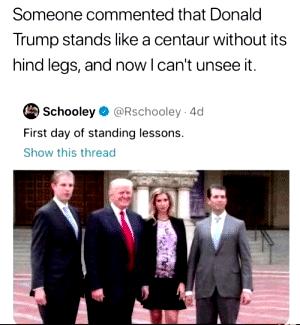 Someone commented that Donald
Trump stands like a centaur without its
hind legs, and now I can't unsee it.
Schooley @Rschooley · 4d
First day of standing lessons.
Show this thread